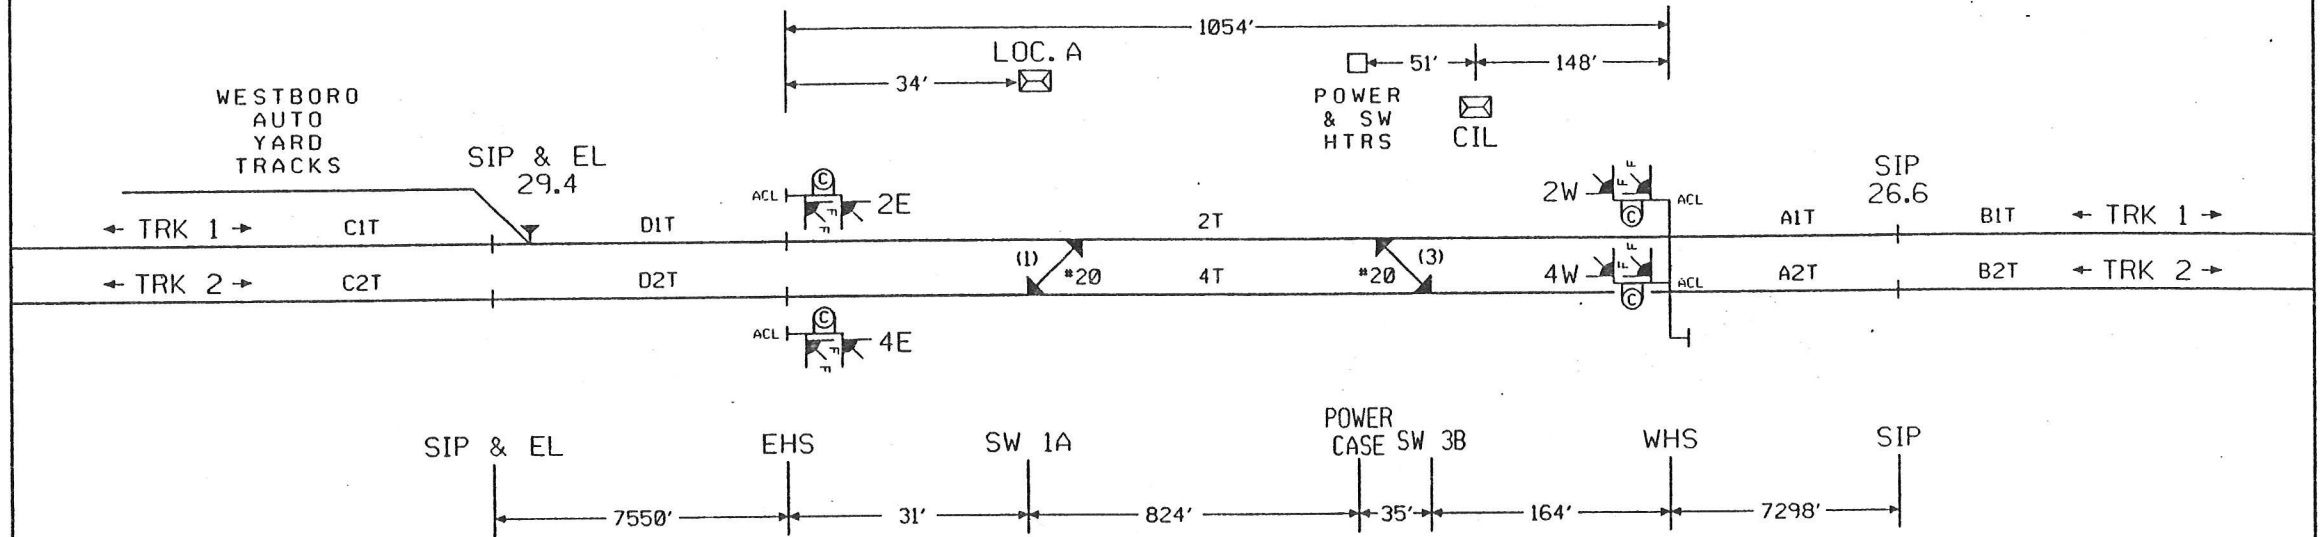 1054'
LOC. A
34'
51'
148'
WESTBORO
AUTO
YARD
TRACKS
POWER
& SW
HTRS
CIL
SIP & EL
29.4
SIP
26.6
ACL
C
F
F
2E
2W
F
F
C
ACL
← TRK 1 →
C1T
D1T
2T
A1T
B1T
← TRK 1 →
(1)
#20
#20
(3)
← TRK 2 →
C2T
D2T
4T
4W
F
F
C
ACL
A2T
B2T
← TRK 2 →
ACL
C
F
F
4E
SIP & EL
EHS
SW 1A
POWER
CASE
SW 3B
WHS
SIP
7550'
31'
824'
35'
164'
7298'